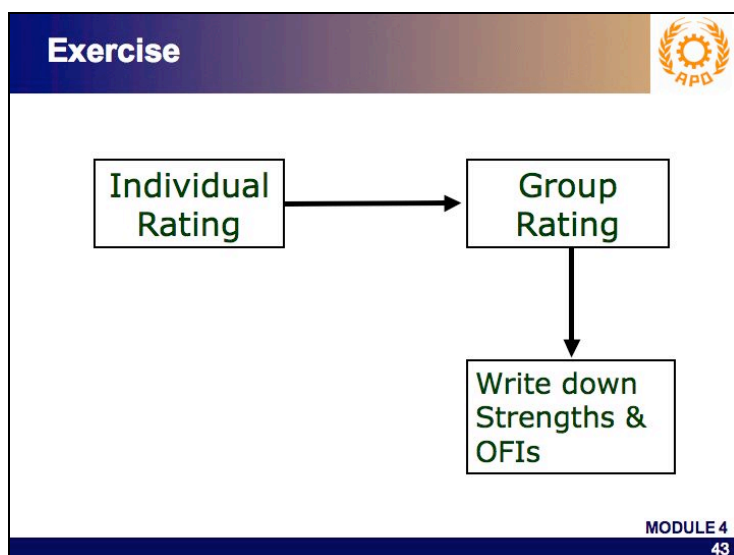 Exercise
APO
Individual
Rating
Group
Rating
Write down
Strengths &
OFIs
MODULE 4
43